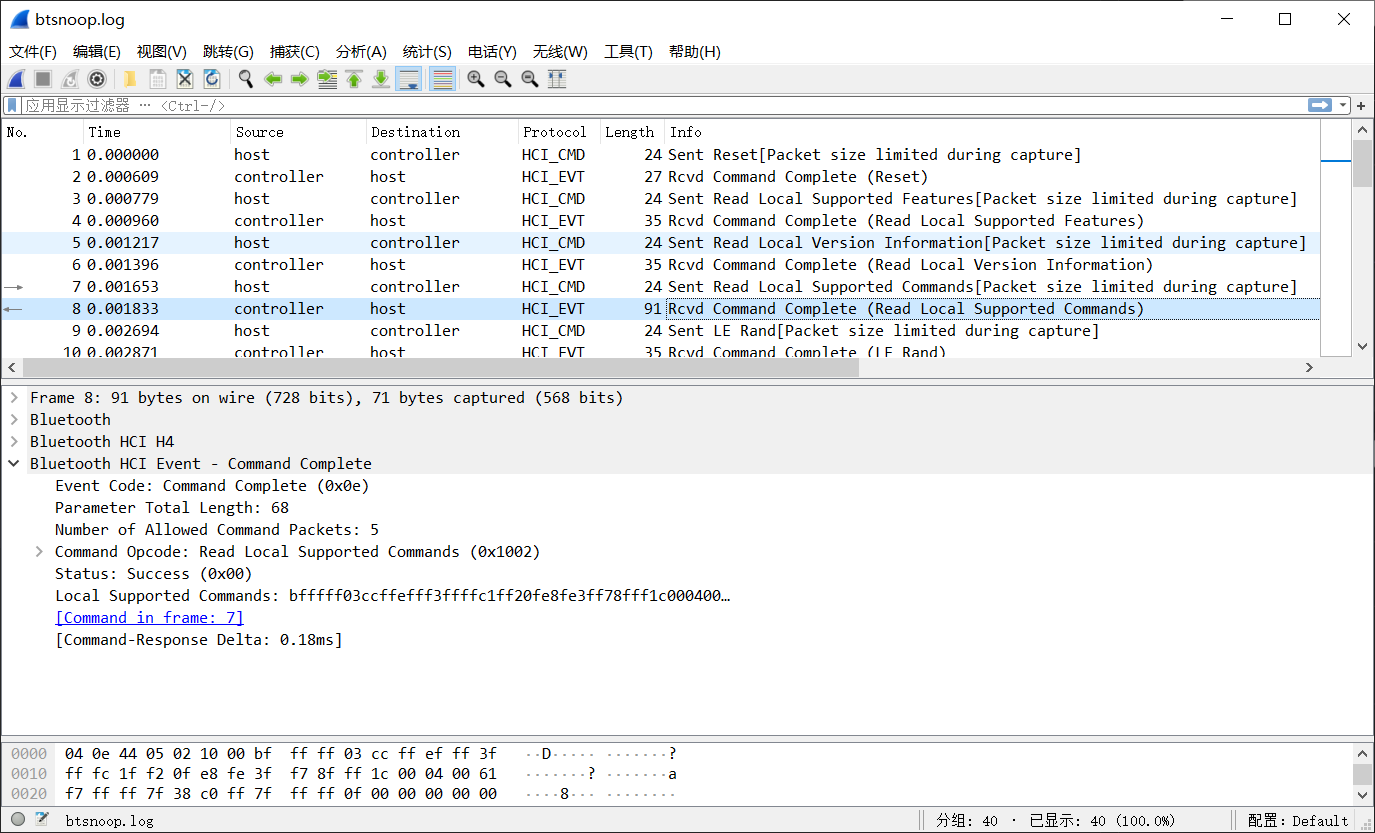 btsnoop.log
文件(F) 编辑(E) 视图(V) 跳转(G) 捕获(C) 分析(A) 统计(S) 电话(Y) 无线(W) 工具(T) 帮助(H)
应用显示过滤器 … <Ctrl-/>
No. Time Source Destination Protocol Length Info
1 0.000000 host controller HCI_CMD 24 Sent Reset[Packet size limited during capture]
2 0.000609 controller host HCI_EVT 27 Rcvd Command Complete (Reset)
3 0.000779 host controller HCI_CMD 24 Sent Read Local Supported Features[Packet size limited during capture]
4 0.000960 controller host HCI_EVT 35 Rcvd Command Complete (Read Local Supported Features)
5 0.001217 host controller HCI_CMD 24 Sent Read Local Version Information[Packet size limited during capture]
6 0.001396 controller host HCI_EVT 35 Rcvd Command Complete (Read Local Version Information)
7 0.001653 host controller HCI_CMD 24 Sent Read Local Supported Commands[Packet size limited during capture]
8 0.001833 controller host HCI_EVT 91 Rcvd Command Complete (Read Local Supported Commands)
9 0.002694 host controller HCI_CMD 24 Sent LE Rand[Packet size limited during capture]
10 0.002871 controller host HCI_EVT 35 Rcvd Command Complete (LE Rand)
Frame 8: 91 bytes on wire (728 bits), 71 bytes captured (568 bits)
Bluetooth
Bluetooth HCI H4
Bluetooth HCI Event - Command Complete
Event Code: Command Complete (0x0e)
Parameter Total Length: 68
Number of Allowed Command Packets: 5
Command Opcode: Read Local Supported Commands (0x1002)
Status: Success (0x00)
Local Supported Commands: bfffff03ccffefff3ffffc1ff20fe8fe3ff78fff1c000400…
[Command in frame: 7]
[Command-Response Delta: 0.18ms]
0000 04 0e 44 05 02 10 00 bf ff ff 03 cc ff ef ff 3f ··D····· ·······?
0010 ff fc 1f f2 0f e8 fe 3f f7 8f ff 1c 00 04 00 61 ·······? ·······a
0020 f7 ff ff 7f 38 c0 ff 7f ff ff 0f 00 00 00 00 00 ····8··· ········
btsnoop.log 分组: 40 · 已显示: 40 (100.0%) 配置: Default